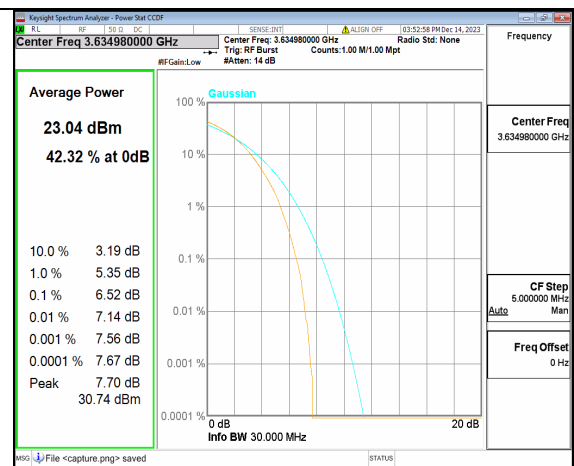 Keysight Spectrum Analyzer - Power Stat CCDF
RL RF 50 Ω DC SENSE:INT ALIGN OFF 03:52:58 PM Dec 14, 2023
Center Freq 3.634980000 GHz
Center Freq: 3.634980000 GHz Radio Std: None
Trig: RF Burst Counts:1.00 M/1.00 Mpt
#IFGain:Low #Atten: 14 dB
Frequency
Average Power
23.04 dBm
42.32 % at 0dB
10.0 % 3.19 dB
1.0 % 5.35 dB
0.1 % 6.52 dB
0.01 % 7.14 dB
0.001 % 7.56 dB
0.0001 % 7.67 dB
Peak 7.70 dB
30.74 dBm
Gaussian
100 %
10 %
1 %
0.1 %
0.01 %
0.001 %
0.0001 %
0 dB 20 dB
Info BW 30.000 MHz
Center Freq
3.634980000 GHz
CF Step
5.000000 MHz
Auto Man
Freq Offset
0 Hz
MSG File <capture.png> saved STATUS